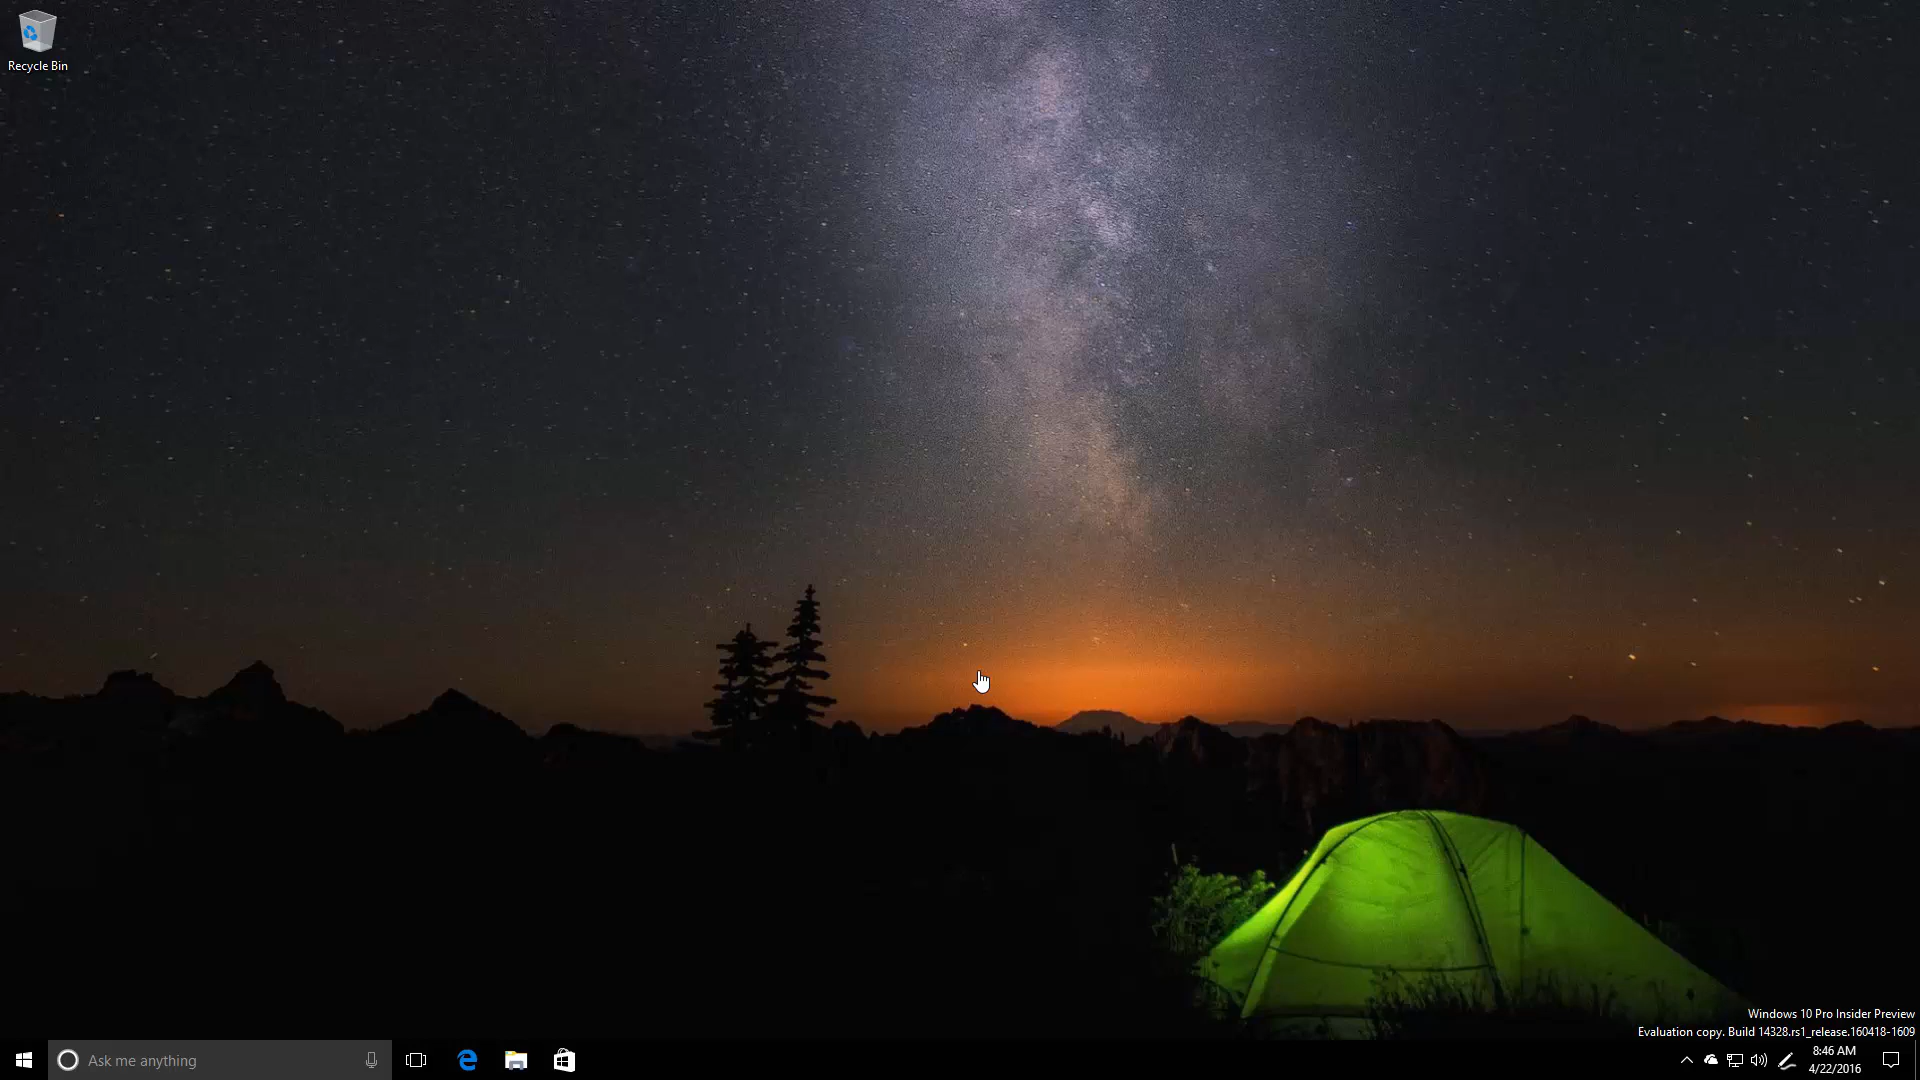 Recycle Bin
Windows 10 Pro Insider Preview
Evaluation copy. Build 14328.rs1_release.160418-1609
Ask me anything
8:46 AM
4/22/2016